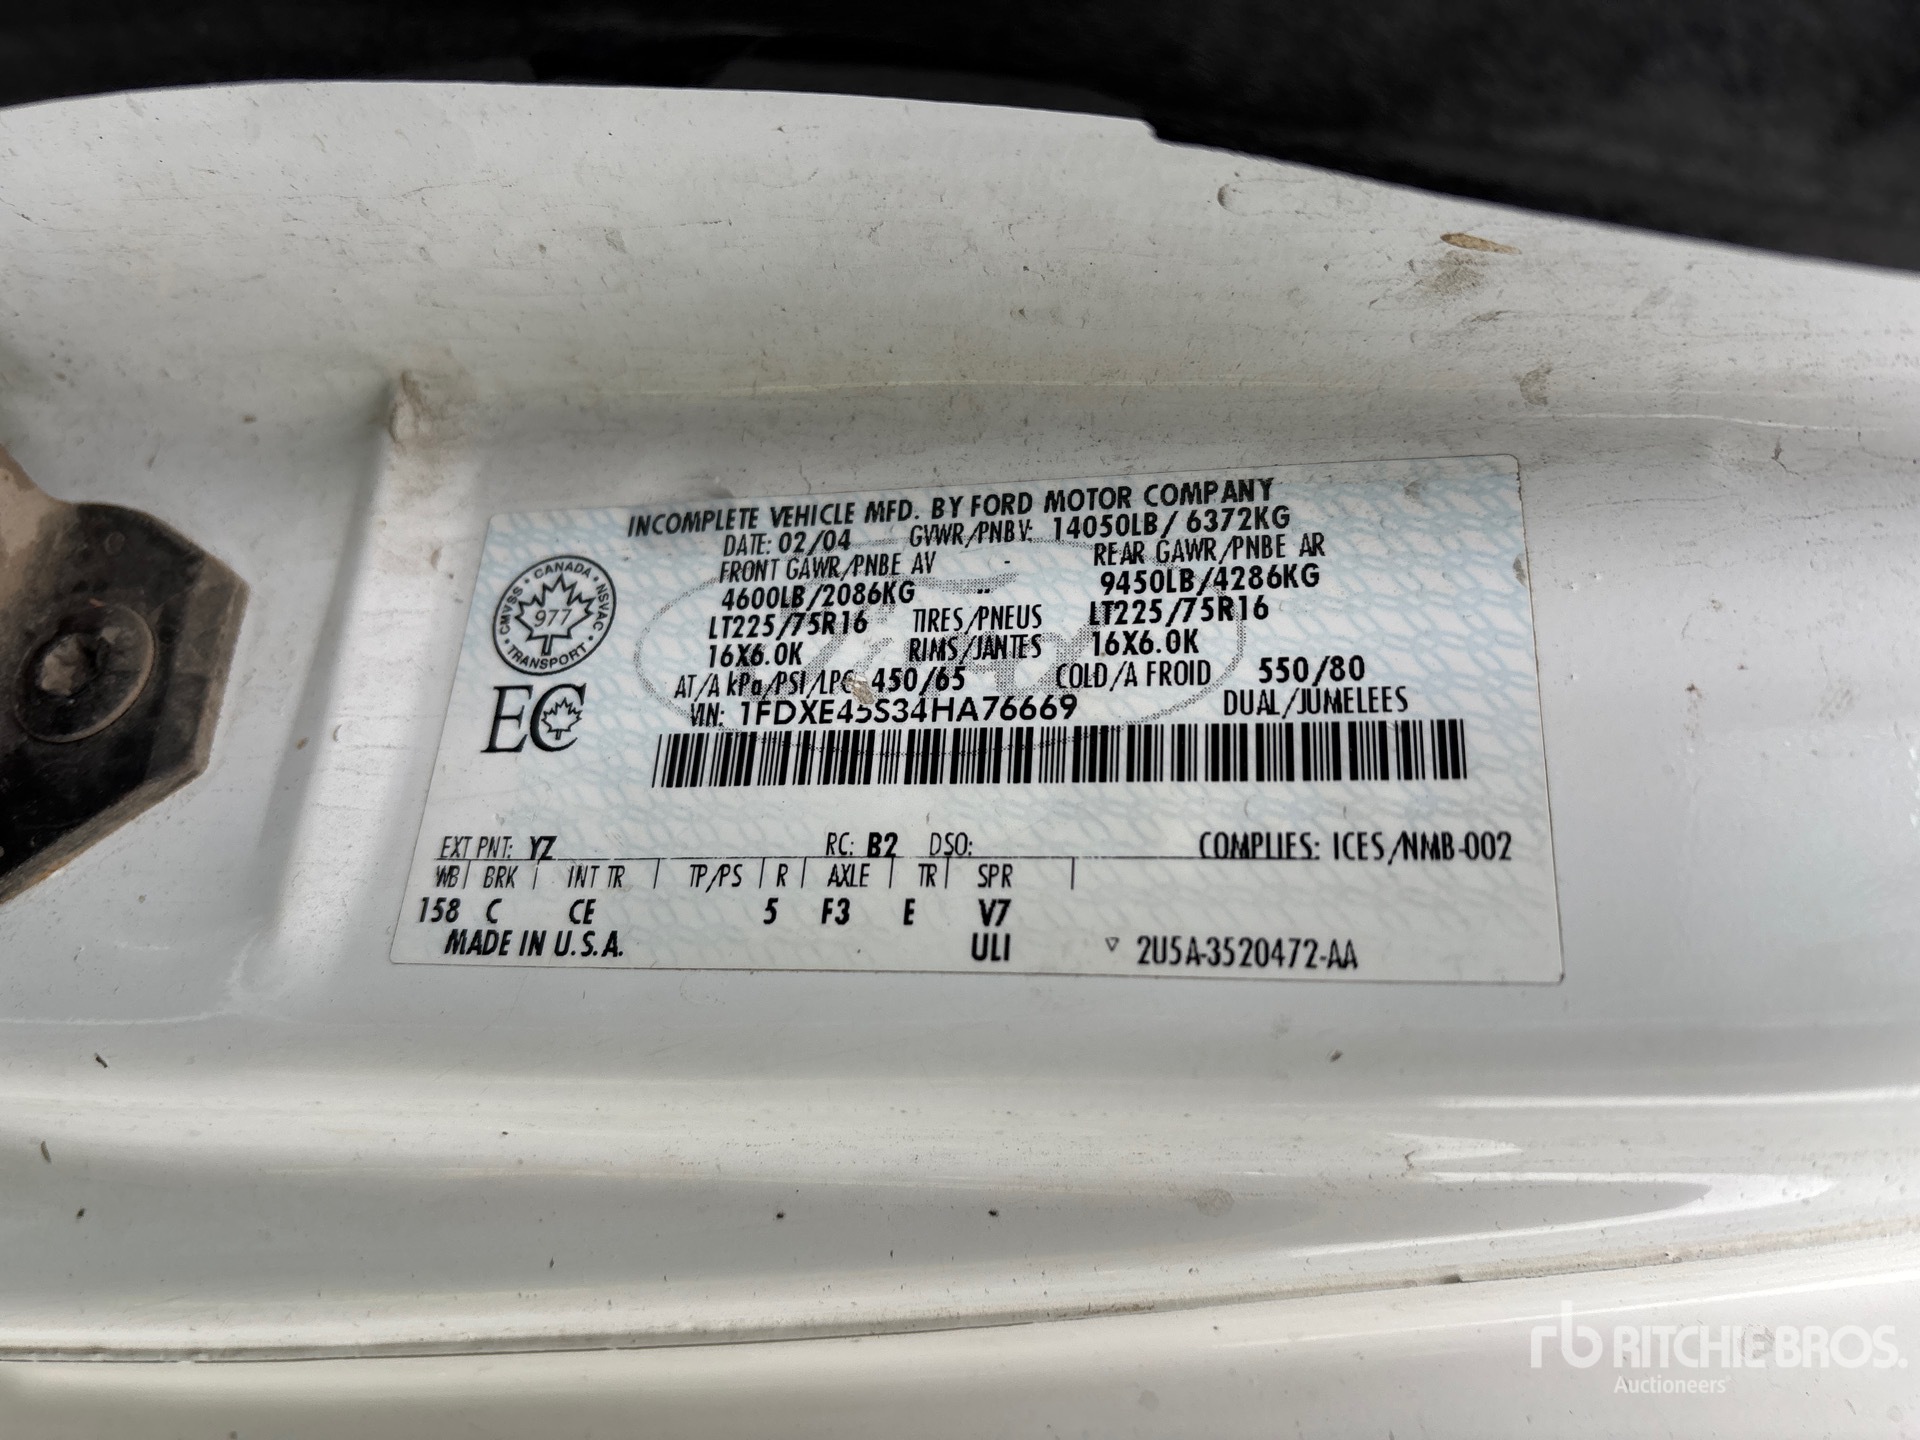 INCOMPLETE VEHICLE MFD. BY FORD MOTOR COMPANY
DATE: 02/04 GVWR/PNBV: 14050LB/ 6372KG
FRONT GAWR/PNBE AV - REAR GAWR/PNBE AR
4600LB/2086KG 9450LB/4286KG
LT225/75R16 TIRES/PNEUS LT225/75R16
16X6.0K RIMS/JANTES 16X6.0K
AT/A kPa/PSI/LPC 450/65 COLD/A FROID 550/80
VIN: 1FDXE45S34HA76669 DUAL/JUMELEES
CANADA
CMVSS 977 NSVAC
TRANSPORT
EC
EXT PNT: YZ RC: B2 DSO: COMPLIES: ICES/NMB-002
WB BRK INT TR TP/PS R AXLE TR SPR
158 C CE 5 F3 E V7
MADE IN U.S.A. ULI 2U5A-3520472-AA
rb RITCHIE BROS.
Auctioneers